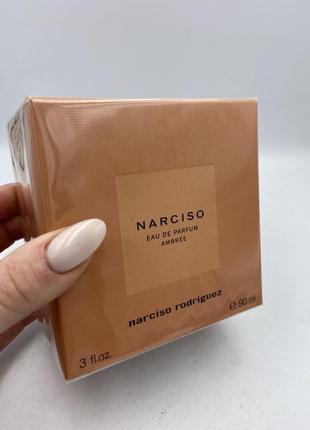 NARCISO
EAU DE PARFUM
AMBRÉE
narciso rodriguez
3 fl.oz. ℮ 90 ml